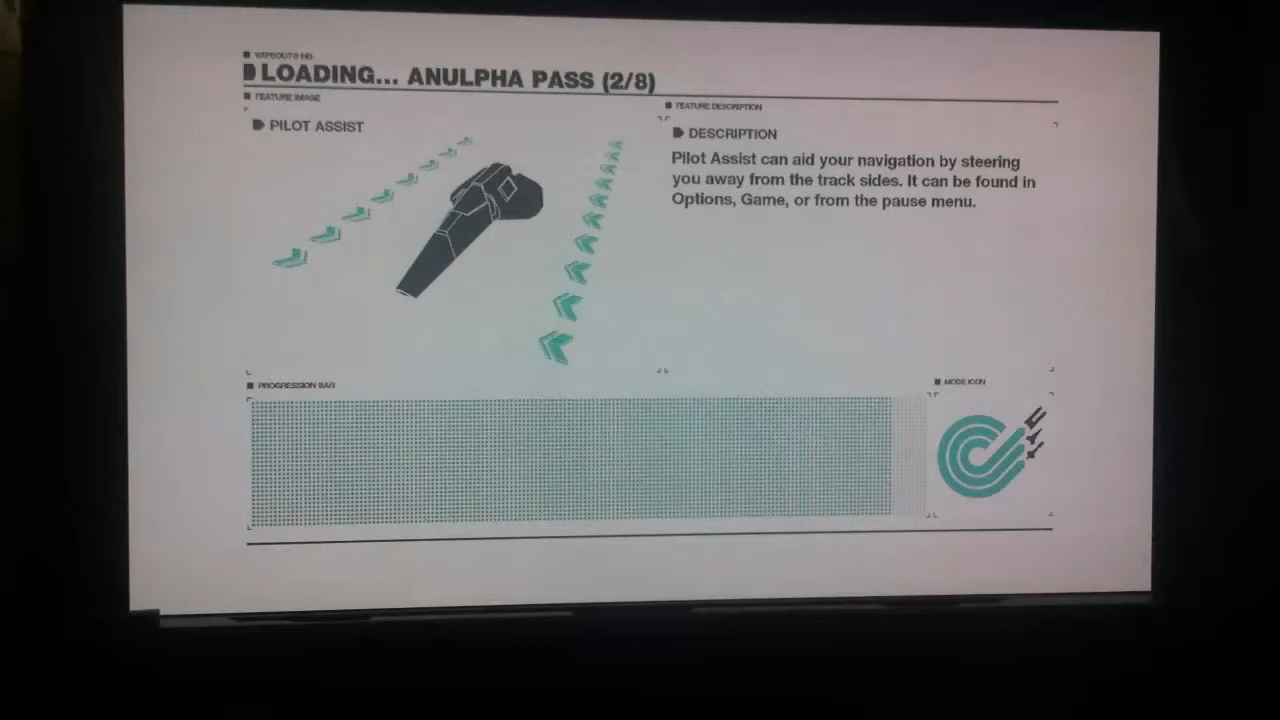 WIPEOUT® HD
LOADING... ANULPHA PASS (2/8)
FEATURE IMAGE
FEATURE DESCRIPTION
PILOT ASSIST
DESCRIPTION
Pilot Assist can aid your navigation by steering
you away from the track sides. It can be found in
Options, Game, or from the pause menu.
PROGRESSION BAR
MODE ICON